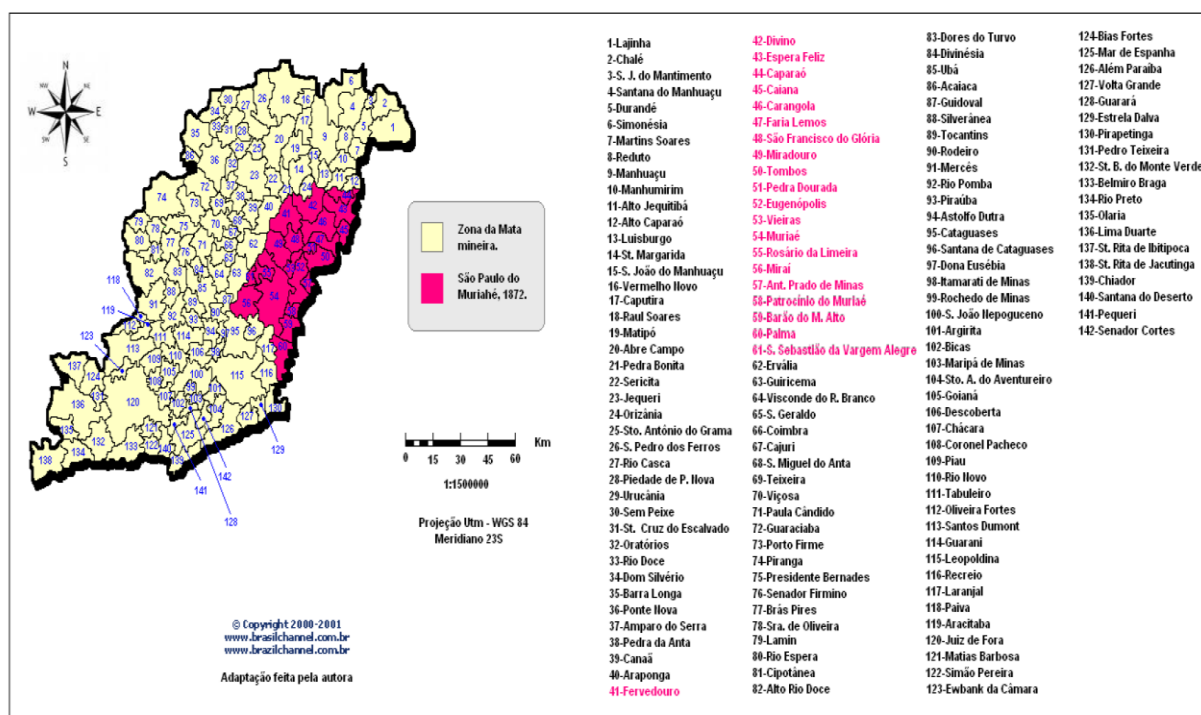 N
NW
NE
W
E
SW
SE
S
Zona da Mata
mineira.
São Paulo do
Muriahé, 1872.
Km
0 15 30 45 60
1:1500000
Projeção Utm - WGS 84
Meridiano 23S
© Copyright 2000-2001
www.brasilchannel.com.br
www.brazilchannel.com.br
Adaptação feita pela autora
118
119
123
141
128
142
129
1-Lajinha
2-Chalé
3-S. J. do Mantimento
4-Santana do Manhuaçu
5-Durandé
6-Simonésia
7-Martins Soares
8-Reduto
9-Manhuaçu
10-Manhumirim
11-Alto Jequitibá
12-Alto Caparaó
13-Luisburgo
14-St. Margarida
15-S. João do Manhuaçu
16-Vermelho Novo
17-Caputira
18-Raul Soares
19-Matipó
20-Abre Campo
21-Pedra Bonita
22-Sericita
23-Jequeri
24-Orizânia
25-Sto. Antônio do Grama
26-S. Pedro dos Ferros
27-Rio Casca
28-Piedade de P. Nova
29-Urucânia
30-Sem Peixe
31-St. Cruz do Escalvado
32-Oratórios
33-Rio Doce
34-Dom Silvério
35-Barra Longa
36-Ponte Nova
37-Amparo do Serra
38-Pedra da Anta
39-Canaã
40-Araponga
41-Fervedouro
42-Divino
43-Espera Feliz
44-Caparaó
45-Caiana
46-Carangola
47-Faria Lemos
48-São Francisco do Glória
49-Miradouro
50-Tombos
51-Pedra Dourada
52-Eugenópolis
53-Vieiras
54-Muriaé
55-Rosário da Limeira
56-Miraí
57-Ant. Prado de Minas
58-Patrocínio do Muriaé
59-Barão do M. Alto
60-Palma
61-S. Sebastião da Vargem Alegre
62-Ervália
63-Guiricema
64-Visconde do R. Branco
65-S. Geraldo
66-Coimbra
67-Cajuri
68-S. Miguel do Anta
69-Teixeira
70-Viçosa
71-Paula Cândido
72-Guaraciaba
73-Porto Firme
74-Piranga
75-Presidente Bernades
76-Senador Firmino
77-Brás Pires
78-Sra. de Oliveira
79-Lamin
80-Rio Espera
81-Cipotânea
82-Alto Rio Doce
83-Dores do Turvo
84-Divinésia
85-Ubá
86-Acaiaca
87-Guidoval
88-Silverânea
89-Tocantins
90-Rodeiro
91-Mercês
92-Rio Pomba
93-Piraúba
94-Astolfo Dutra
95-Cataguases
96-Santana de Cataguases
97-Dona Eusébia
98-Itamarati de Minas
99-Rochedo de Minas
100-S. João Nepoguceno
101-Argirita
102-Bicas
103-Maripá de Minas
104-Sto. A. do Aventureiro
105-Goianá
106-Descoberta
107-Chácara
108-Coronel Pacheco
109-Piau
110-Rio Novo
111-Tabuleiro
112-Oliveira Fortes
113-Santos Dumont
114-Guarani
115-Leopoldina
116-Recreio
117-Laranjal
118-Paiva
119-Aracitaba
120-Juiz de Fora
121-Matias Barbosa
122-Simão Pereira
123-Ewbank da Câmara
124-Bias Fortes
125-Mar de Espanha
126-Além Paraíba
127-Volta Grande
128-Guarará
129-Estrela Dalva
130-Pirapetinga
131-Pedro Teixeira
132-St. B. do Monte Verde
133-Belmiro Braga
134-Rio Preto
135-Olaria
136-Lima Duarte
137-St. Rita de Ibitipoca
138-St. Rita de Jacutinga
139-Chiador
140-Santana do Deserto
141-Pequeri
142-Senador Cortes